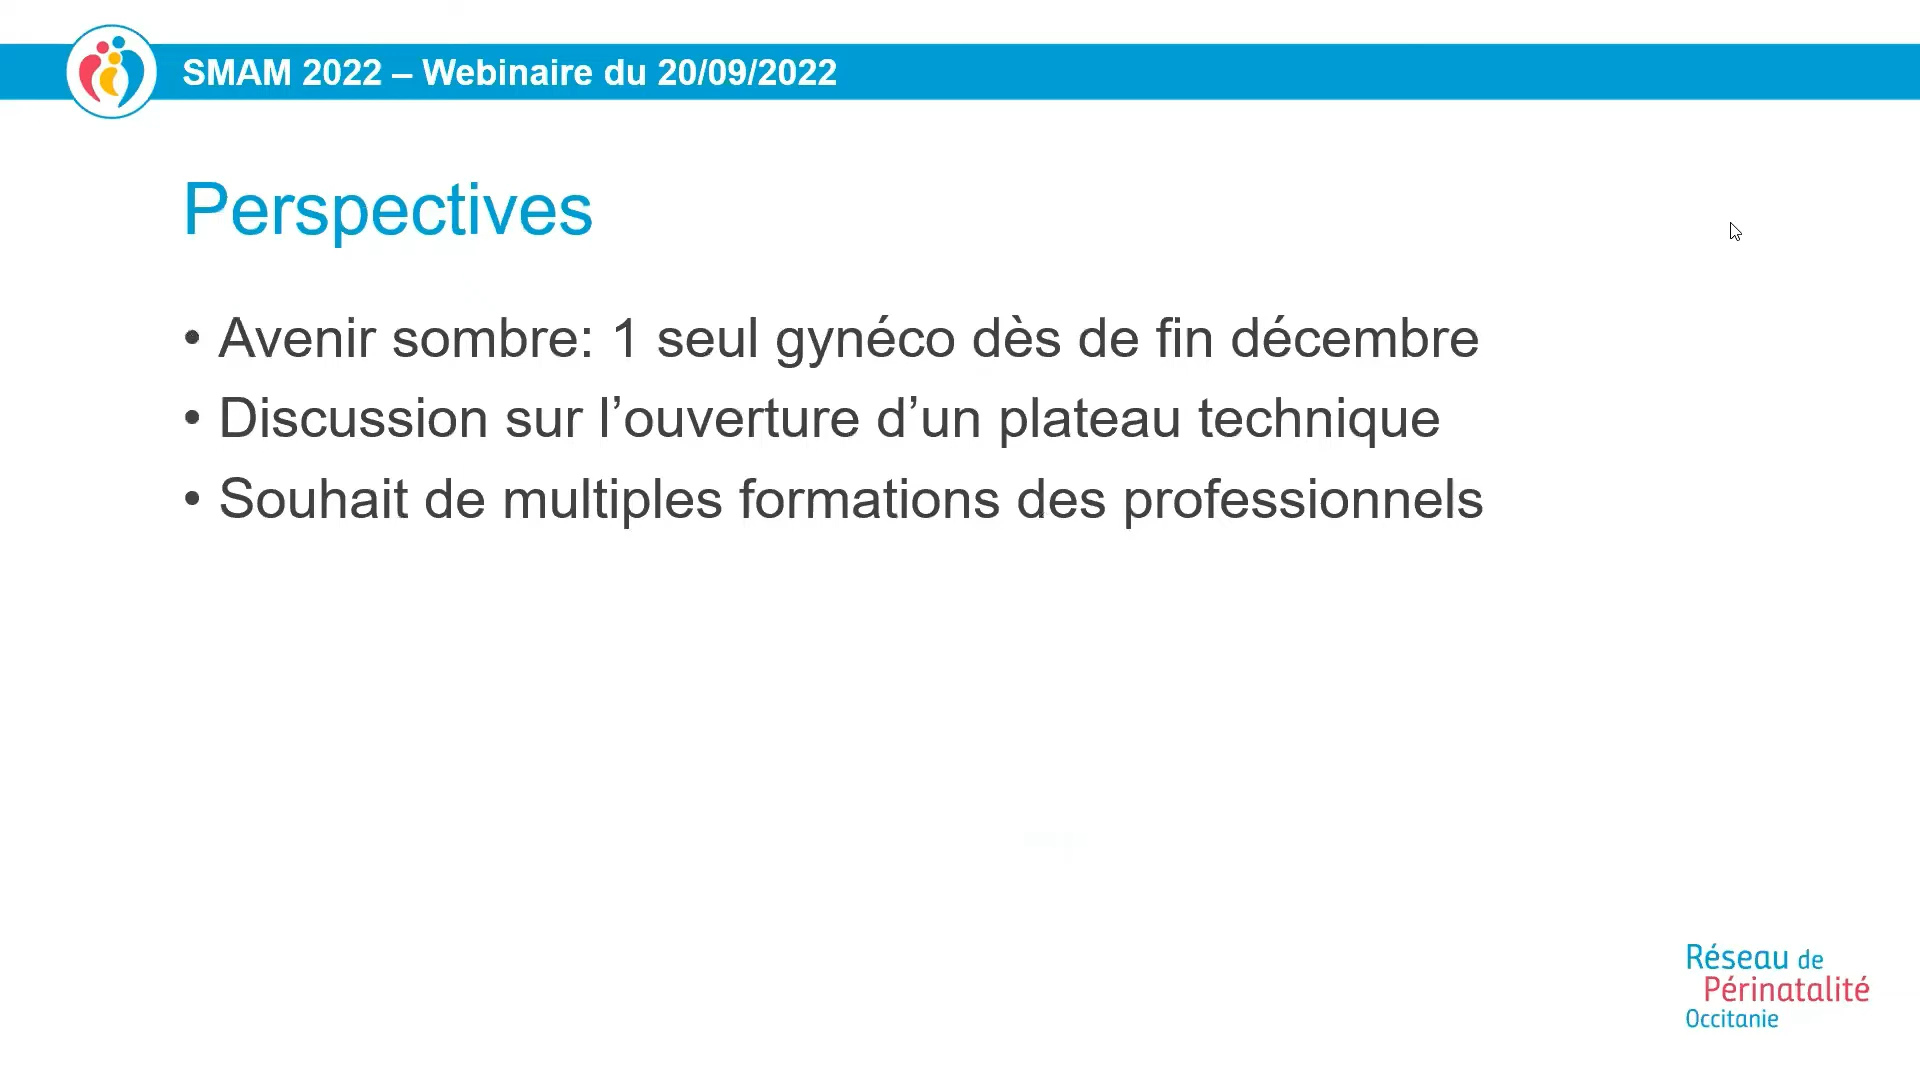 SMAM 2022 – Webinaire du 20/09/2022
Perspectives
• Avenir sombre: 1 seul gynéco dès de fin décembre
• Discussion sur l’ouverture d’un plateau technique
• Souhait de multiples formations des professionnels
Réseau de
Périnatalité
Occitanie